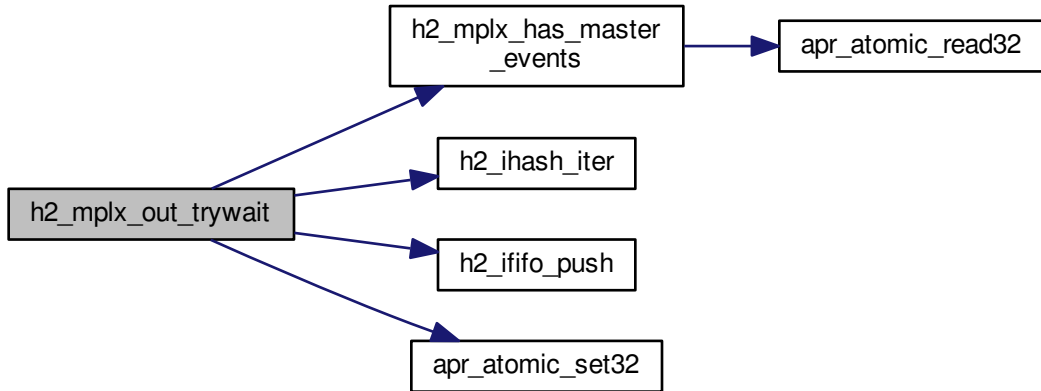 h2_mplx_has_master
_events
apr_atomic_read32
h2_ihash_iter
h2_mplx_out_trywait
h2_ififo_push
apr_atomic_set32